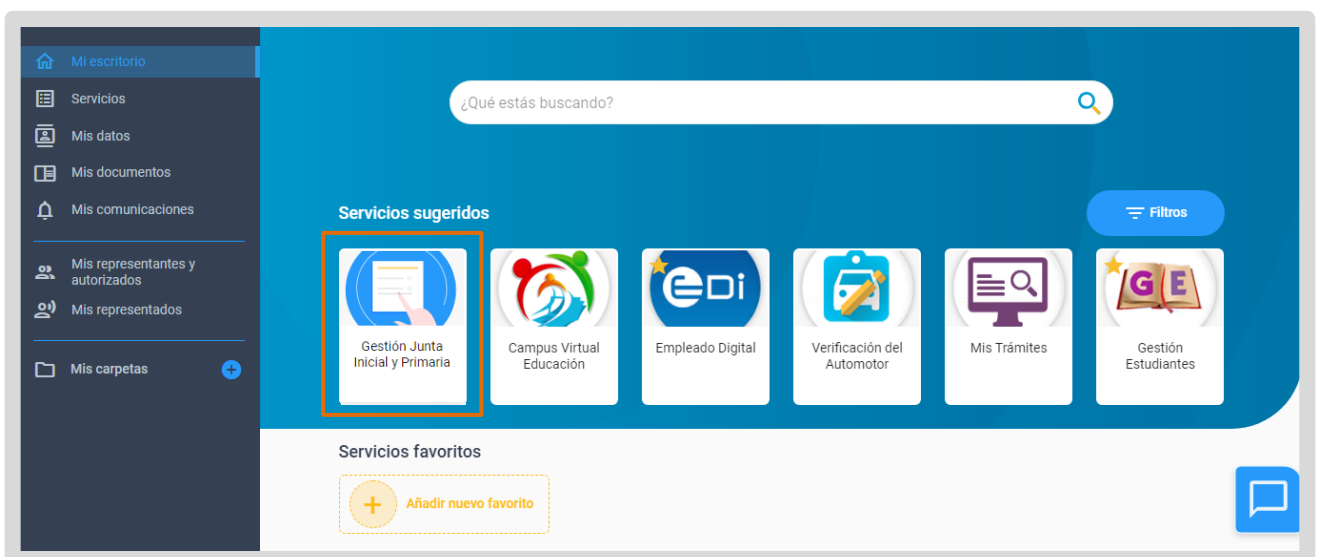 Mi escritorio
Servicios
Mis datos
Mis documentos
Mis comunicaciones
Mis representantes y
autorizados
Mis representados
Mis carpetas
¿Qué estás buscando?
Servicios sugeridos
Filtros
Gestión Junta
Inicial y Primaria
Campus Virtual
Educación
eDi
Empleado Digital
Verificación del
Automotor
Mis Trámites
GE
Gestión
Estudiantes
Servicios favoritos
Añadir nuevo favorito